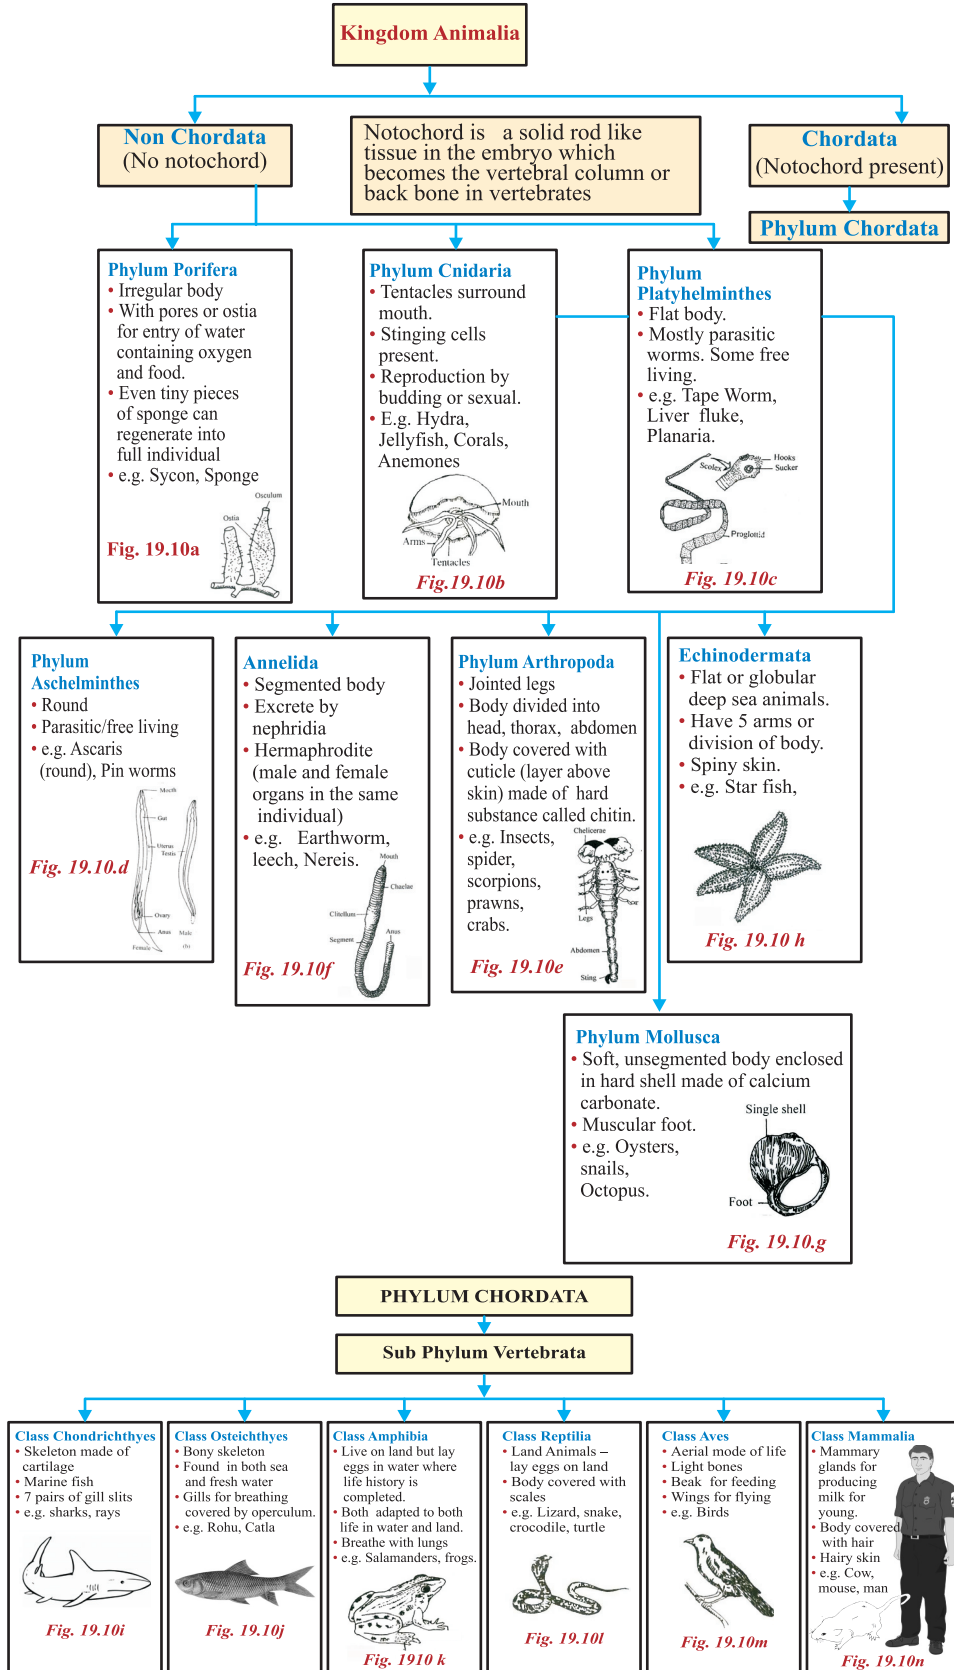 Kingdom Animalia
Non Chordata
(No notochord)
Notochord is a solid rod like
tissue in the embryo which
becomes the vertebral column or
back bone in vertebrates
Chordata
(Notochord present)
Phylum Chordata
Phylum Porifera
• Irregular body
• With pores or ostia
for entry of water
containing oxygen
and food.
• Even tiny pieces
of sponge can
regenerate into
full individual
• e.g. Sycon, Sponge
Osculum
Ostia
Fig. 19.10a
Phylum Cnidaria
• Tentacles surround
mouth.
• Stinging cells
present.
• Reproduction by
budding or sexual.
• E.g. Hydra,
Jellyfish, Corals,
Anemones
Mouth
Arms
Tentacles
Fig.19.10b
Phylum
Platyhelminthes
• Flat body.
• Mostly parasitic
worms. Some free
living.
• e.g. Tape Worm,
Liver fluke,
Planaria.
Hooks
Scolex
Sucker
Proglonid
Fig.19.10c
Phylum
Aschelminthes
• Round
• Parasitic/free living
• e.g. Ascaris
(round), Pin worms
Mouth
Gut
Uterus
Testis
Ovary
Anus
Male
Female
(b)
Fig. 19.10.d
Annelida
• Segmented body
• Excrete by
nephridia
• Hermaphrodite
(male and female
organs in the same
individual)
• e.g. Earthworm,
leech, Nereis.
Mouth
Chaelae
Clitellum
Anus
Segment
Fig. 19.10f
Phylum Arthropoda
• Jointed legs
• Body divided into
head, thorax, abdomen
• Body covered with
cuticle (layer above
skin) made of hard
substance called chitin.
• e.g. Insects,
spider,
scorpions,
prawns,
crabs.
Chelicerae
Legs
Abdomen
Sting
Fig. 19.10e
Echinodermata
• Flat or globular
deep sea animals.
• Have 5 arms or
division of body.
• Spiny skin.
• e.g. Star fish,
Fig. 19.10 h
Phylum Mollusca
• Soft, unsegmented body enclosed
in hard shell made of calcium
carbonate.
• Muscular foot.
• e.g. Oysters,
snails,
Octopus.
Single shell
Foot
Fig. 19.10.g
PHYLUM CHORDATA
Sub Phylum Vertebrata
Class Chondrichthyes
• Skeleton made of
cartilage
• Marine fish
• 7 pairs of gill slits
• e.g. sharks, rays
Fig. 19.10i
Class Osteichthyes
• Bony skeleton
• Found in both sea
and fresh water
• Gills for breathing
covered by operculum.
• e.g. Rohu, Catla
Fig. 19.10j
Class Amphibia
• Live on land but lay
eggs in water where
life history is
completed.
• Both adapted to both
life in water and land.
• Breathe with lungs
• e.g. Salamanders, frogs.
Fig. 1910 k
Class Reptilia
• Land Animals –
lay eggs on land
• Body covered with
scales
• e.g. Lizard, snake,
crocodile, turtle
Fig. 19.10l
Class Aves
• Aerial mode of life
• Light bones
• Beak for feeding
• Wings for flying
• e.g. Birds
Fig. 19.10m
Class Mammalia
• Mammary
glands for
producing
milk for
young.
• Body covered
with hair
• Hairy skin
• e.g. Cow,
mouse, man
Fig. 19.10n